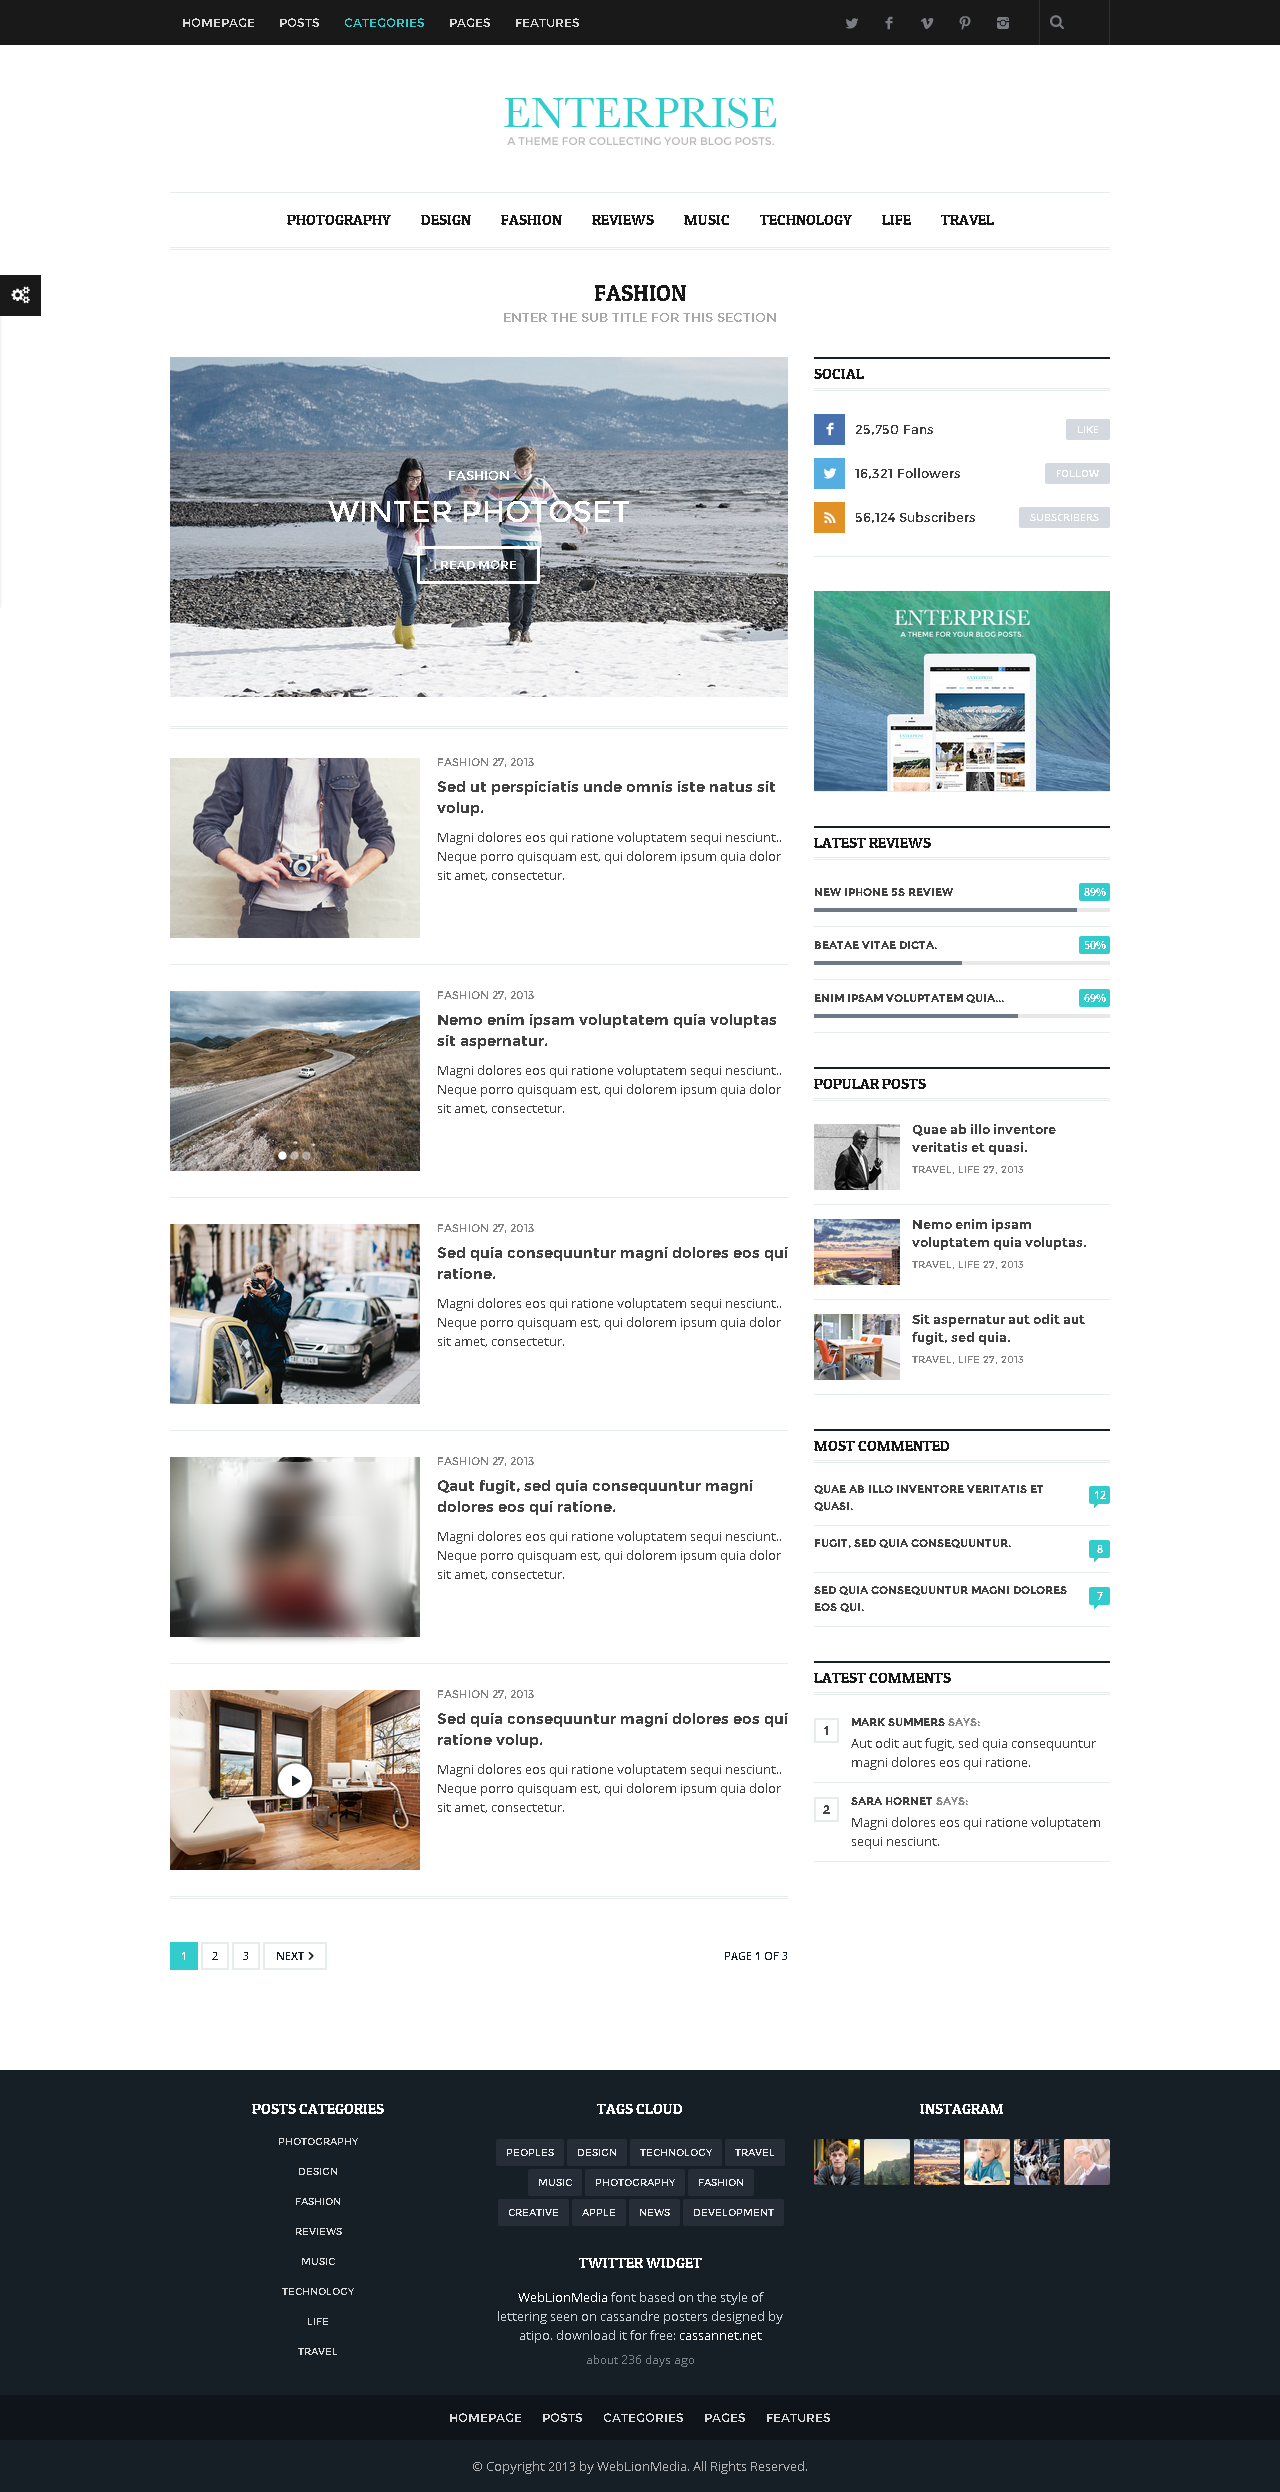 HOMEPAGE POSTS CATEGORIES PAGES FEATURES
ENTERPRISE
A THEME FOR COLLECTING YOUR BLOG POSTS.
PHOTOGRAPHY DESIGN FASHION REVIEWS MUSIC TECHNOLOGY LIFE TRAVEL
FASHION
ENTER THE SUB TITLE FOR THIS SECTION
FASHION
WINTER PHOTOSET
READ MORE
FASHION 27, 2013
Sed ut perspiciatis unde omnis iste natus sit
volup.
Magni dolores eos qui ratione voluptatem sequi nesciunt..
Neque porro quisquam est, qui dolorem ipsum quia dolor
sit amet, consectetur.
FASHION 27, 2013
Nemo enim ipsam voluptatem quia voluptas
sit aspernatur.
Magni dolores eos qui ratione voluptatem sequi nesciunt..
Neque porro quisquam est, qui dolorem ipsum quia dolor
sit amet, consectetur.
FASHION 27, 2013
Sed quia consequuntur magni dolores eos qui
ratione.
Magni dolores eos qui ratione voluptatem sequi nesciunt..
Neque porro quisquam est, qui dolorem ipsum quia dolor
sit amet, consectetur.
FASHION 27, 2013
Qaut fugit, sed quia consequuntur magni
dolores eos qui ratione.
Magni dolores eos qui ratione voluptatem sequi nesciunt..
Neque porro quisquam est, qui dolorem ipsum quia dolor
sit amet, consectetur.
FASHION 27, 2013
Sed quia consequuntur magni dolores eos qui
ratione volup.
Magni dolores eos qui ratione voluptatem sequi nesciunt..
Neque porro quisquam est, qui dolorem ipsum quia dolor
sit amet, consectetur.
1 2 3 NEXT
PAGE 1 OF 3
SOCIAL
25,750 Fans LIKE
16,321 Followers FOLLOW
56,124 Subscribers SUBSCRIBERS
ENTERPRISE
A THEME FOR YOUR BLOG POSTS.
LATEST REVIEWS
NEW IPHONE 5S REVIEW 89%
BEATAE VITAE DICTA. 50%
ENIM IPSAM VOLUPTATEM QUIA... 69%
POPULAR POSTS
Quae ab illo inventore
veritatis et quasi.
TRAVEL, LIFE 27, 2013
Nemo enim ipsam
voluptatem quia voluptas.
TRAVEL, LIFE 27, 2013
Sit aspernatur aut odit aut
fugit, sed quia.
TRAVEL, LIFE 27, 2013
MOST COMMENTED
QUAE AB ILLO INVENTORE VERITATIS ET
QUASI.
12
FUGIT, SED QUIA CONSEQUUNTUR.
8
SED QUIA CONSEQUUNTUR MAGNI DOLORES
EOS QUI.
7
LATEST COMMENTS
1 MARK SUMMERS SAYS:
Aut odit aut fugit, sed quia consequuntur
magni dolores eos qui ratione.
2 SARA HORNET SAYS:
Magni dolores eos qui ratione voluptatem
sequi nesciunt.
POSTS CATEGORIES
PHOTOGRAPHY
DESIGN
FASHION
REVIEWS
MUSIC
TECHNOLOGY
LIFE
TRAVEL
TAGS CLOUD
PEOPLES DESIGN TECHNOLOGY TRAVEL
MUSIC PHOTOGRAPHY FASHION
CREATIVE APPLE NEWS DEVELOPMENT
TWITTER WIDGET
WebLionMedia font based on the style of
lettering seen on cassandre posters designed by
atipo. download it for free: cassannet.net
about 236 days ago
INSTAGRAM
HOMEPAGE POSTS CATEGORIES PAGES FEATURES
© Copyright 2013 by WebLionMedia. All Rights Reserved.